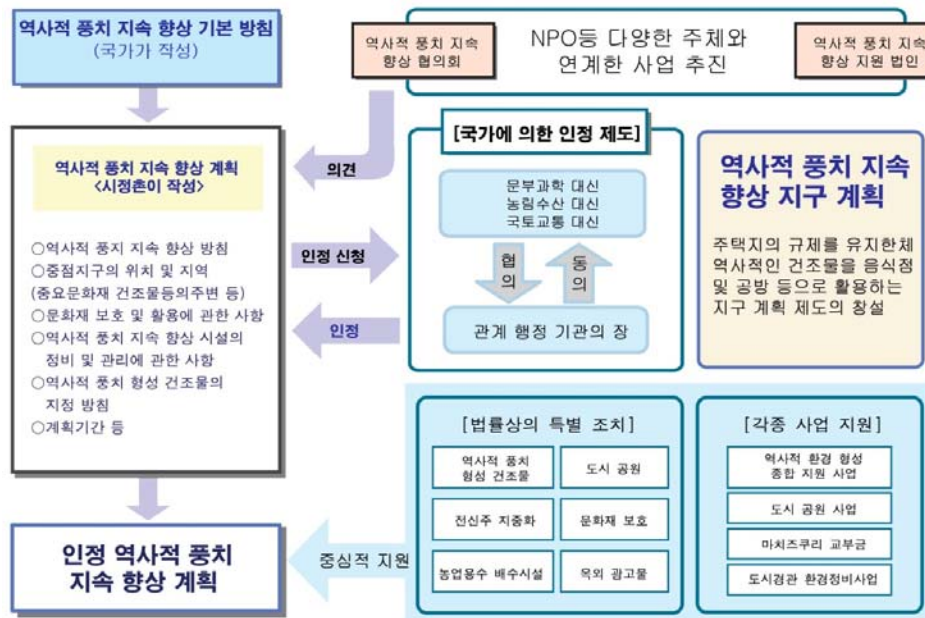 역사적 풍치 지속 향상 기본 방침
(국가가 작성)
역사적 풍치 지속
향상 협의회
NPO등 다양한 주체와
연계한 사업 추진
역사적 풍치 지속
향상 지원 법인
의견
역사적 풍치 지속 향상 계획
<시정촌이 작성>
○역사적 풍지 지속 향상 방침
○중점지구의 위치 및 지역
(중요문화재 건조물등의주변 등)
○문화재 보호 및 활용에 관한 사항
○역사적 풍치 지속 향상 시설의
정비 및 관리에 관한 사항
○역사적 풍치 형성 건조물의
지정 방침
○계획기간 등
인정 신청
인정
[국가에 의한 인정 제도]
문부과학 대신
농림수산 대신
국토교통 대신
협의
동의
관계 행정 기관의 장
역사적 풍치 지속
향상 지구 계획
주택지의 규제를 유지한체
역사적인 건조물을 음식점
및 공방 등으로 활용하는
지구 계획 제도의 창설
인정 역사적 풍치
지속 향상 계획
중심적 지원
[법률상의 특별 조치]
역사적 풍치
형성 건조물
도시 공원
전신주 지중화
문화재 보호
농업용수 배수시설
옥외 광고물
[각종 사업 지원]
역사적 환경 형성
종합 지원 사업
도시 공원 사업
마치즈쿠리 교부금
도시경관 환경정비사업